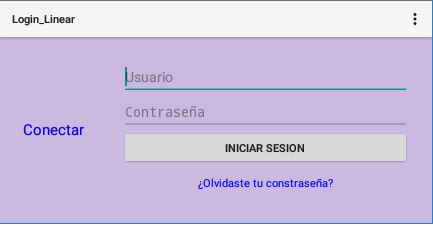 Login_Linear
Usuario
Contraseña
Conectar
INICIAR SESION
¿Olvidaste tu constraseña?